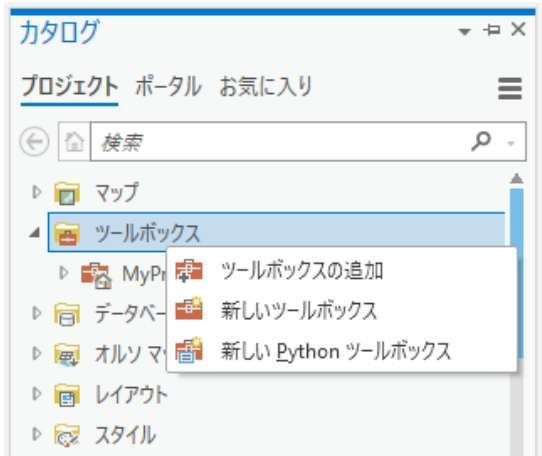 カタログ
プロジェクト ポータル お気に入り
検索
マップ
ツールボックス
MyPr
ツールボックスの追加
データベー
新しいツールボックス
オルソ マ
新しい Python ツールボックス
レイアウト
スタイル